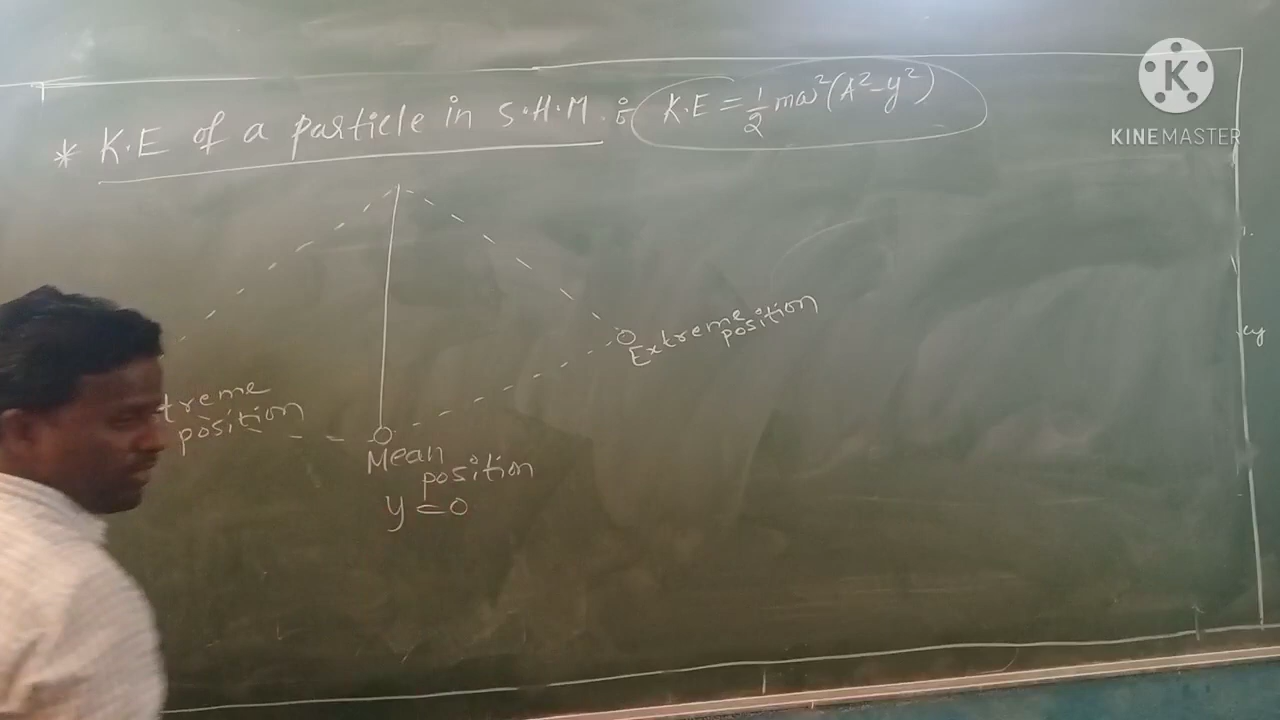 * K.E of a particle in S.H.M. : K.E = 1/2 mω²(A²-y²)
K
KINEMASTER
Extreme
position
treme
position
Mean
position
y = 0